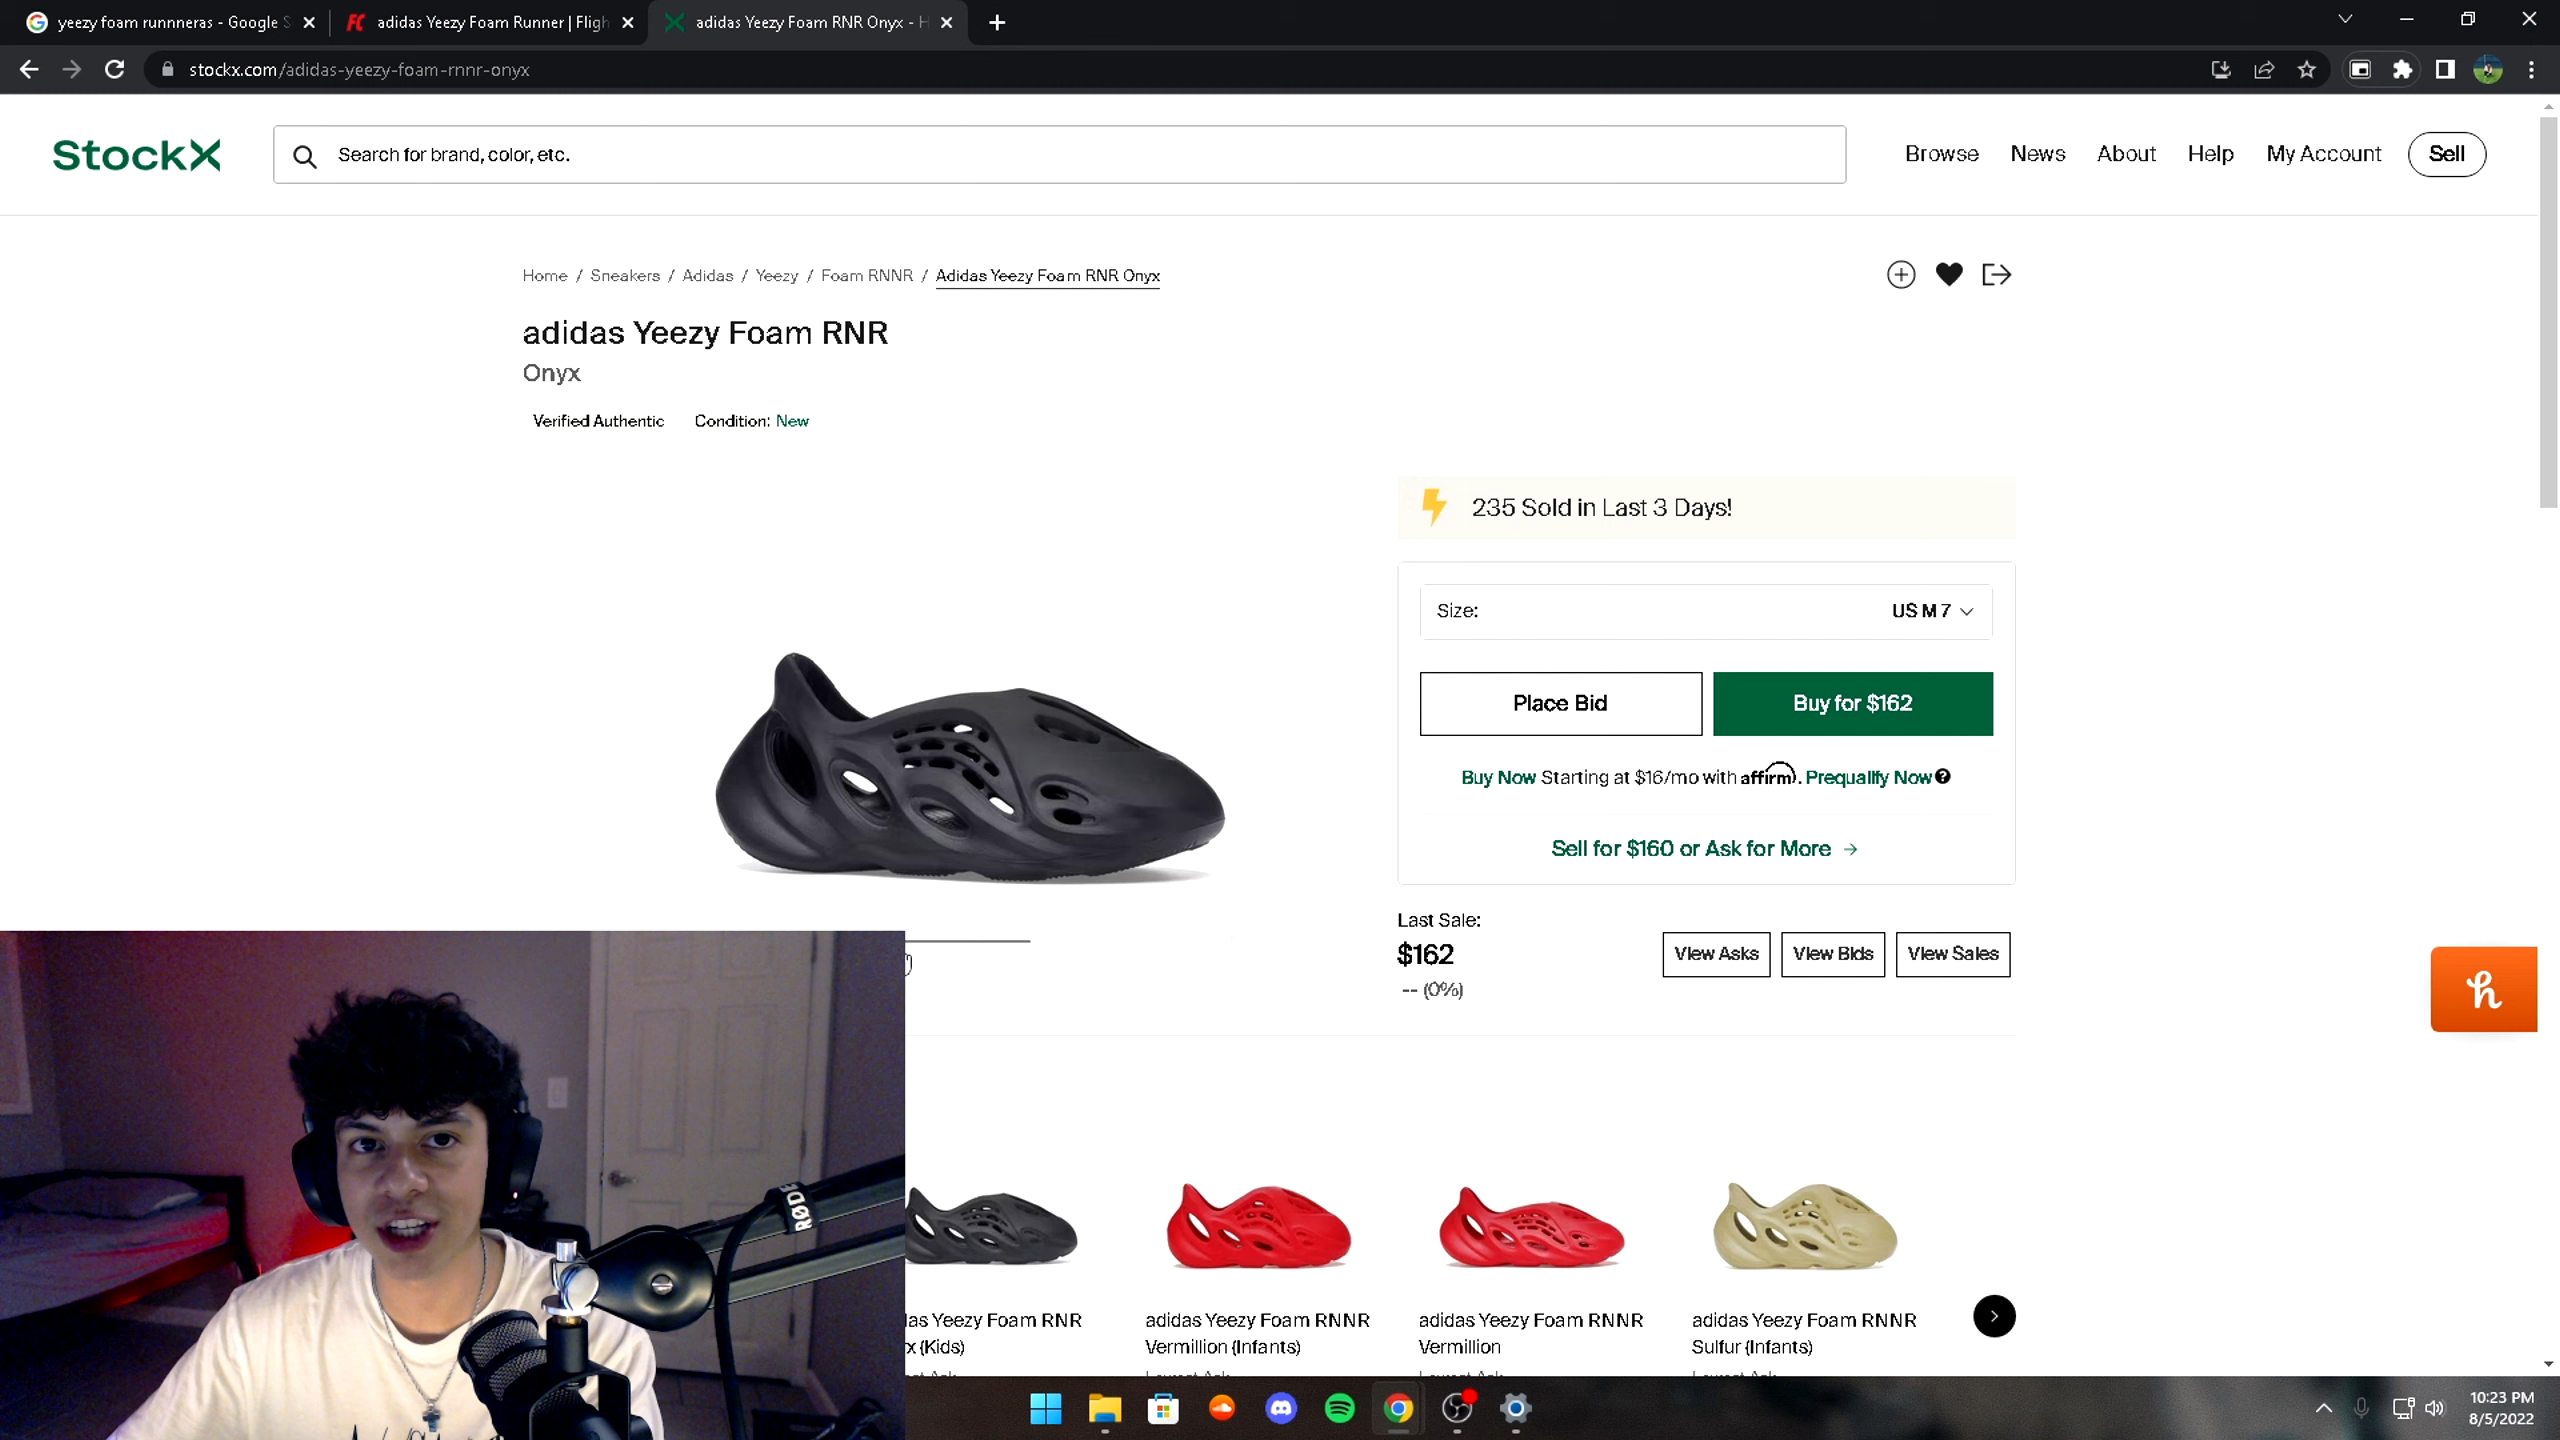 yeezy foam runnneras - Google S
adidas Yeezy Foam Runner | Fligh
adidas Yeezy Foam RNR Onyx - H
stockx.com/adidas-yeezy-foam-rnnr-onyx
StockX
Search for brand, color, etc.
Browse
News
About
Help
My Account
Sell
Home / Sneakers / Adidas / Yeezy / Foam RNNR / Adidas Yeezy Foam RNR Onyx
adidas Yeezy Foam RNR
Onyx
Verified Authentic
Condition: New
235 Sold in Last 3 Days!
Size:
US M 7
Place Bid
Buy for $162
Buy Now Starting at $16/mo with affirm. Prequalify Now
Sell for $160 or Ask for More
Last Sale:
$162
-- (0%)
View Asks
View Bids
View Sales
RØDE
das Yeezy Foam RNR
x (Kids)
adidas Yeezy Foam RNNR
Vermillion (Infants)
adidas Yeezy Foam RNNR
Vermillion
adidas Yeezy Foam RNNR
Sulfur (Infants)
10:23 PM
8/5/2022